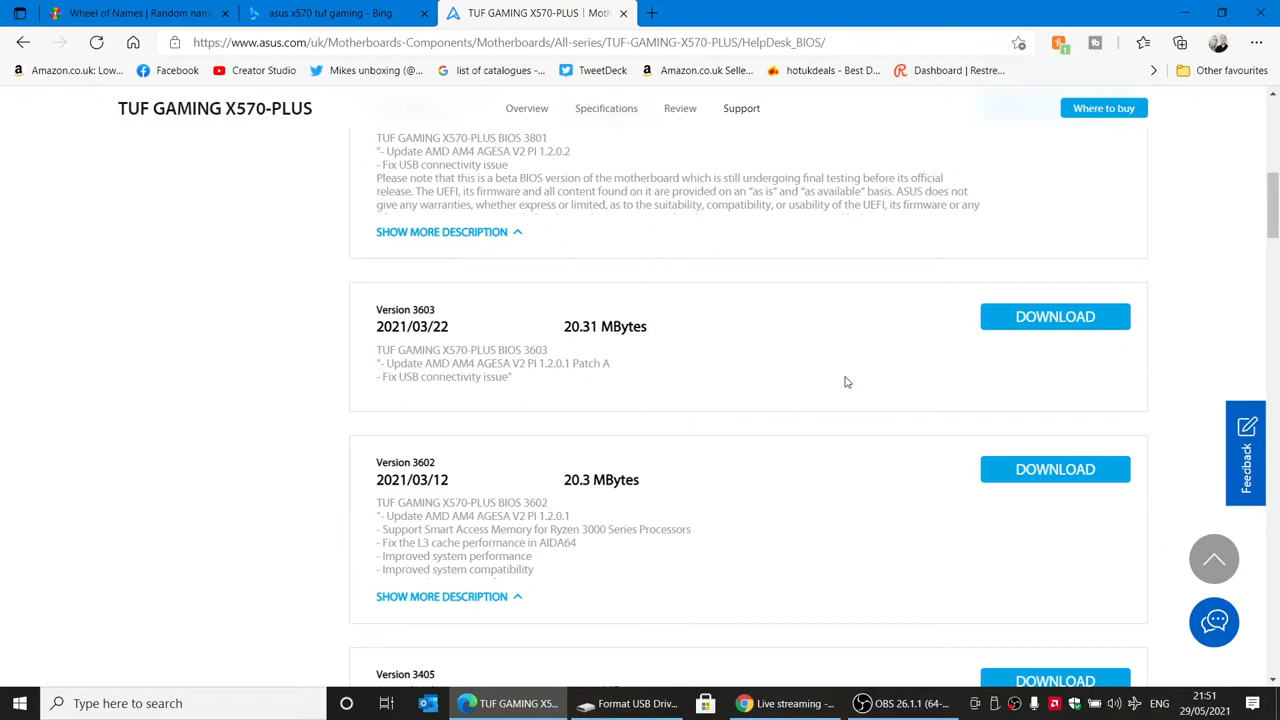 Wheel of Names | Random nam
asus x570 tuf gaming - Bing
TUF GAMING X570-PLUS | Moth
https://www.asus.com/uk/Motherboards-Components/Motherboards/All-series/TUF-GAMING-X570-PLUS/HelpDesk_BIOS/
Amazon.co.uk: Low...
Facebook
Creator Studio
Mikes unboxing (@...
list of catalogues -...
TweetDeck
Amazon.co.uk Selle...
hotukdeals - Best D...
Dashboard | Restre...
Other favourites
TUF GAMING X570-PLUS
Overview
Specifications
Review
Support
Where to buy
TUF GAMING X570-PLUS BIOS 3801
"- Update AMD AM4 AGESA V2 PI 1.2.0.2
- Fix USB connectivity issue
Please note that this is a beta BIOS version of the motherboard which is still undergoing final testing before its official
release. The UEFI, its firmware and all content found on it are provided on an “as is” and “as available” basis. ASUS does not
give any warranties, whether express or limited, as to the suitability, compatibility, or usability of the UEFI, its firmware or any
SHOW MORE DESCRIPTION
Version 3603
2021/03/22
20.31 MBytes
DOWNLOAD
TUF GAMING X570-PLUS BIOS 3603
"- Update AMD AM4 AGESA V2 PI 1.2.0.1 Patch A
- Fix USB connectivity issue"
Version 3602
2021/03/12
20.3 MBytes
DOWNLOAD
TUF GAMING X570-PLUS BIOS 3602
"- Update AMD AM4 AGESA V2 PI 1.2.0.1
- Support Smart Access Memory for Ryzen 3000 Series Processors
- Fix the L3 cache performance in AIDA64
- Improved system performance
- Improved system compatibility
SHOW MORE DESCRIPTION
Version 3405
DOWNLOAD
Feedback
Type here to search
TUF GAMING X5...
Format USB Driv...
Live streaming -...
OBS 26.1.1 (64-...
ENG
21:51
29/05/2021